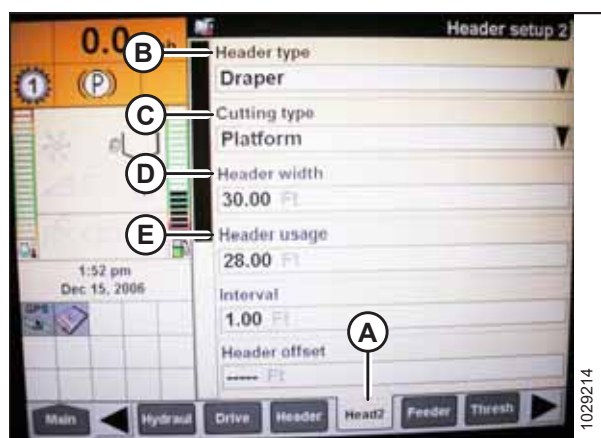 0.0
Header setup 2
B
Header type
Draper
1
(P)
C
Cutting type
Platform
D
Header width
30.00 Ft
E
Header usage
28.00 Ft
1:52 pm
Dec 15, 2006
Interval
1.00 Ft
GPS
A
Header offset
----- Ft
Main
Hydraul
Drive
Header
Head2
Feeder
Thresh
1029214